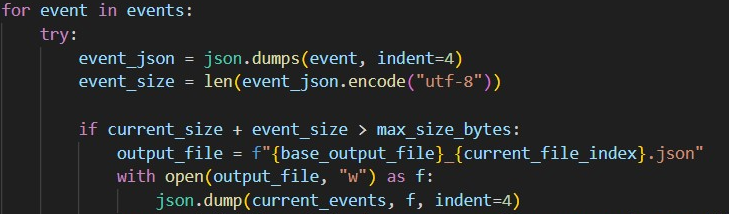 for event in events:
    try:
        event_json = json.dumps(event, indent=4)
        event_size = len(event_json.encode("utf-8"))

        if current_size + event_size > max_size_bytes:
            output_file = f"{base_output_file}_{current_file_index}.json"
            with open(output_file, "w") as f:
                json.dump(current_events, f, indent=4)